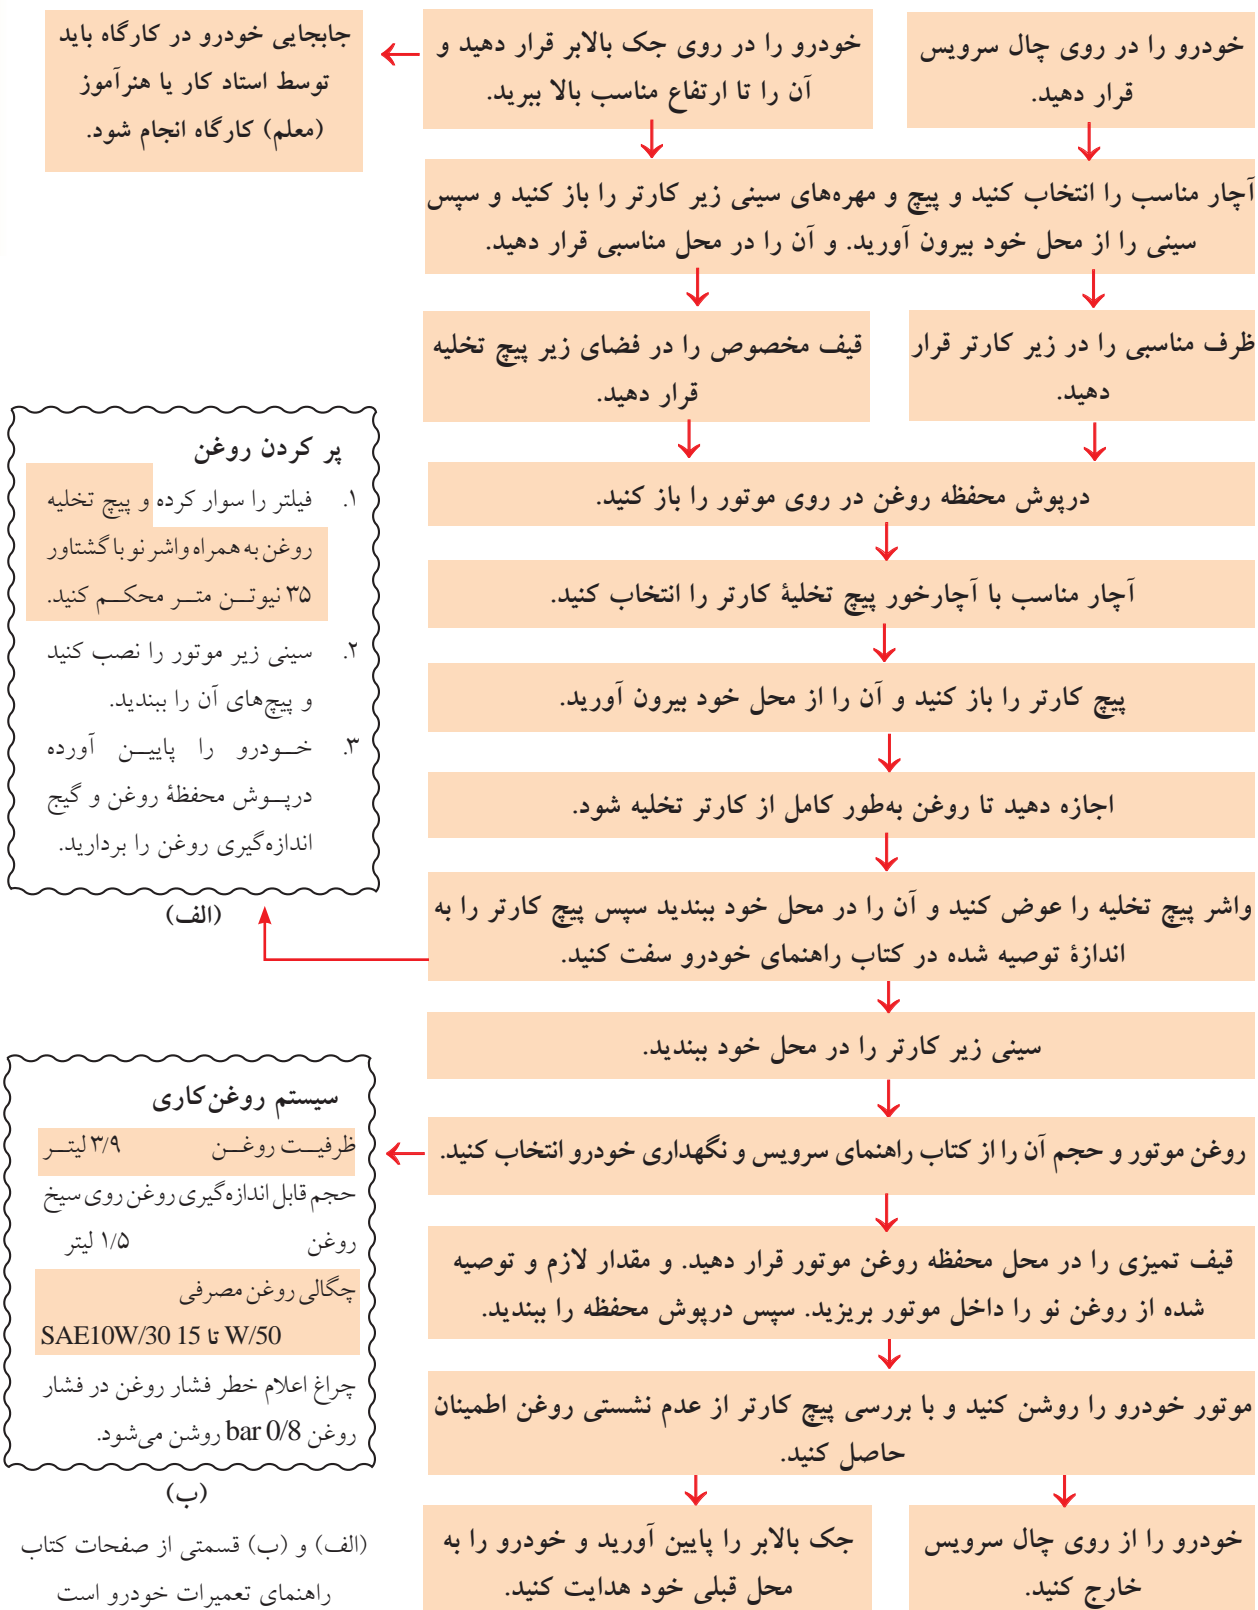 خودرو را در روی چال سرویس
قرار دهید.
خودرو را در روی جک بالابر قرار دهید و
آن را تا ارتفاع مناسب بالا ببرید.
جابجایی خودرو در کارگاه باید
توسط استاد کار یا هنرآموز
(معلم) کارگاه انجام شود.
آچار مناسب را انتخاب کنید و پیچ و مهره‌های سینی زیر کارتر را باز کنید و سپس
سینی را از محل خود بیرون آورید. و آن را در محل مناسبی قرار دهید.
ظرف مناسبی را در زیر کارتر قرار
دهید.
قیف مخصوص را در فضای زیر پیچ تخلیه
قرار دهید.
درپوش محفظه روغن در روی موتور را باز کنید.
آچار مناسب با آچارخور پیچ تخلیۀ کارتر را انتخاب کنید.
پیچ کارتر را باز کنید و آن را از محل خود بیرون آورید.
اجازه دهید تا روغن به‌طور کامل از کارتر تخلیه شود.
واشر پیچ تخلیه را عوض کنید و آن را در محل خود ببندید سپس پیچ کارتر را به
اندازۀ توصیه شده در کتاب راهنمای خودرو سفت کنید.
سینی زیر کارتر را در محل خود ببندید.
روغن موتور و حجم آن را از کتاب راهنمای سرویس و نگهداری خودرو انتخاب کنید.
قیف تمیزی را در محل محفظه روغن موتور قرار دهید. و مقدار لازم و توصیه
شده از روغن نو را داخل موتور بریزید. سپس درپوش محفظه را ببندید.
موتور خودرو را روشن کنید و با بررسی پیچ کارتر از عدم نشستی روغن اطمینان
حاصل کنید.
خودرو را از روی چال سرویس
خارج کنید.
جک بالابر را پایین آورید و خودرو را به
محل قبلی خود هدایت کنید.
پر کردن روغن
۱. فیلتر را سوار کرده و پیچ تخلیه
روغن به همراه واشر نو با گشتاور
۳۵ نیوتــن متــر محکــم کنید.
۲. سینی زیر موتور را نصب کنید
و پیچ‌های آن را ببندید.
۳. خــودرو را پاییــن آورده
درپــوش محفظۀ روغن و گیج
اندازه‌گیری روغن را بردارید.
(الف)
سیستم روغن‌کاری
ظرفیــت روغــن ۳/۹ لیتــر
حجم قابل اندازه‌گیری روغن روی سیخ
روغن ۱/۵ لیتر
چگالی روغن مصرفی
SAE10W/30 تا 15 W/50
چراغ اعلام خطر فشار روغن در فشار
روغن 0/8 bar روشن می‌شود.
(ب)
(الف) و (ب) قسمتی از صفحات کتاب
راهنمای تعمیرات خودرو است